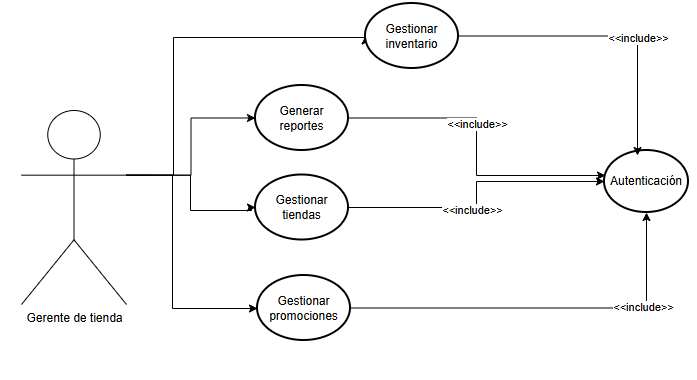 Gestionar
inventario
<<include>>
Generar
reportes
<<include>>
Autenticación
Gestionar
tiendas
<<include>>
Gestionar
promociones
<<include>>
Gerente de tienda